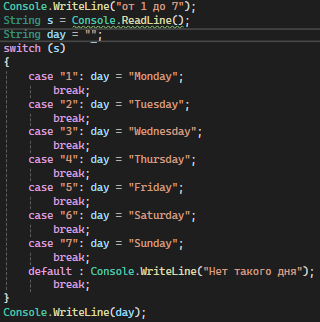 Console.WriteLine("от 1 до 7");
String s = Console.ReadLine();
String day = "";
switch (s)
{
    case "1": day = "Monday";
        break;
    case "2": day = "Tuesday";
        break;
    case "3": day = "Wednesday";
        break;
    case "4": day = "Thursday";
        break;
    case "5": day = "Friday";
        break;
    case "6": day = "Saturday";
        break;
    case "7": day = "Sunday";
        break;
    default : Console.WriteLine("Нет такого дня");
        break;
}
Console.WriteLine(day);